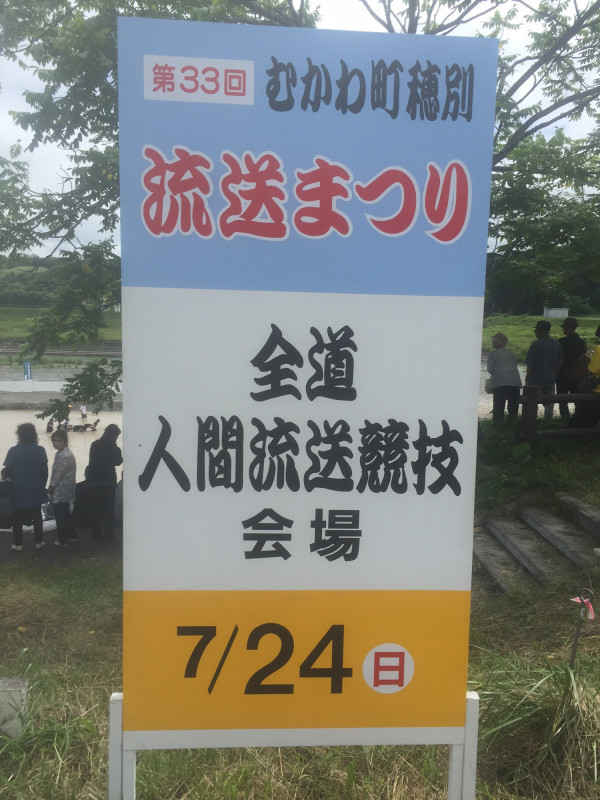 第33回 むかわ町穂別
流送まつり
全道
人間流送競技
会場
7/24 日